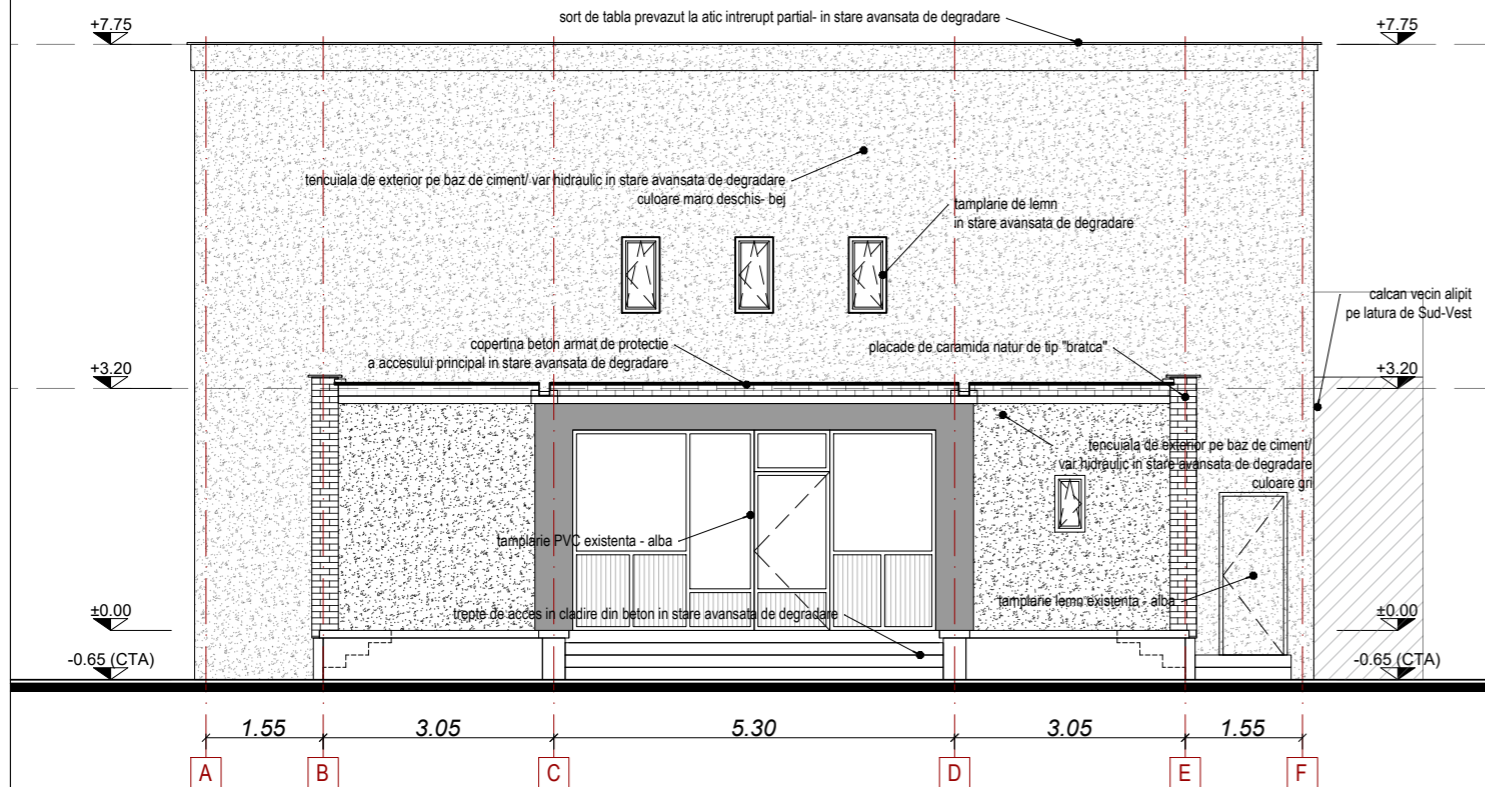 sort de tabla prevazut la atic intrerupt partial- in stare avansata de degradare
+7.75
+7.75
tencuiala de exterior pe baz de ciment/ var hidraulic in stare avansata de degradare
culoare maro deschis- bej
tamplarie de lemn
in stare avansata de degradare
calcan vecin alipit
pe latura de Sud-Vest
copertina beton armat de protectie
a accesului principal in stare avansata de degradare
placade de caramida natur de tip "bratca"
+3.20
+3.20
tencuiala de exterior pe baz de ciment/
var hidraulic in stare avansata de degradare
culoare gri
tamplarie PVC existenta - alba
tamplarie lemn existenta - alba
trepte de acces in cladire din beton in stare avansata de degradare
±0.00
±0.00
-0.65 (CTA)
-0.65 (CTA)
1.55 3.05 5.30 3.05 1.55
A B C D E F